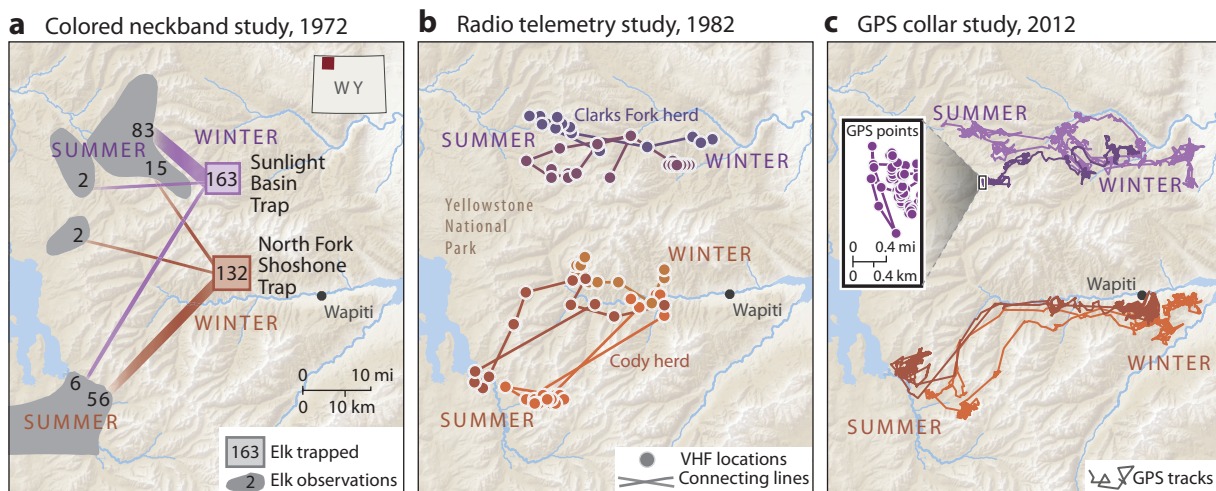 a Colored neckband study, 1972
WY
83
WINTER
SUMMER
Sunlight
Basin
Trap
163
15
2
2
North Fork
Shoshone
Trap
132
WINTER
Wapiti
6
56
SUMMER
0 10 mi
0 10 km
163 Elk trapped
2 Elk observations
b Radio telemetry study, 1982
Clarks Fork herd
SUMMER
WINTER
Yellowstone
National
Park
WINTER
Wapiti
Cody herd
SUMMER
VHF locations
Connecting lines
c GPS collar study, 2012
SUMMER
GPS points
WINTER
0 0.4 mi
0 0.4 km
Wapiti
WINTER
SUMMER
GPS tracks